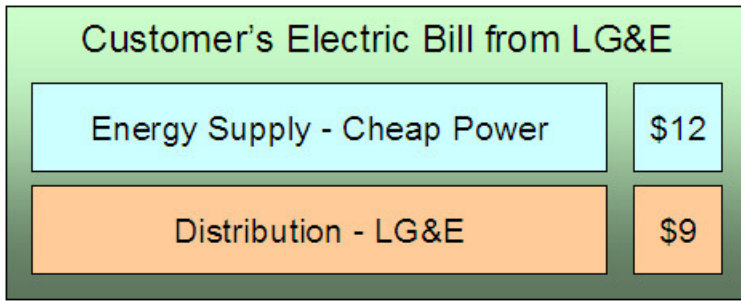 Customer's Electric Bill from LG&E
Energy Supply - Cheap Power $12
Distribution - LG&E $9